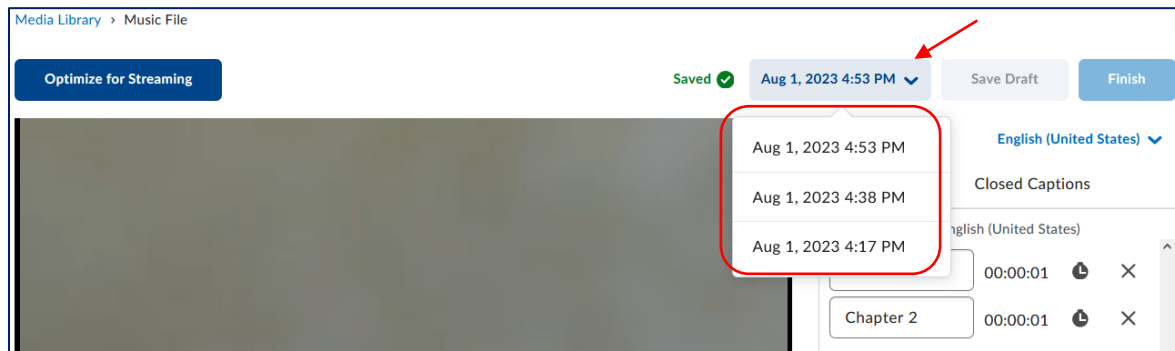 Media Library › Music File
Optimize for Streaming
Saved
Aug 1, 2023 4:53 PM
Save Draft
Finish
Aug 1, 2023 4:53 PM
Aug 1, 2023 4:38 PM
Aug 1, 2023 4:17 PM
English (United States)
Closed Captions
nglish (United States)
00:00:01
Chapter 2
00:00:01